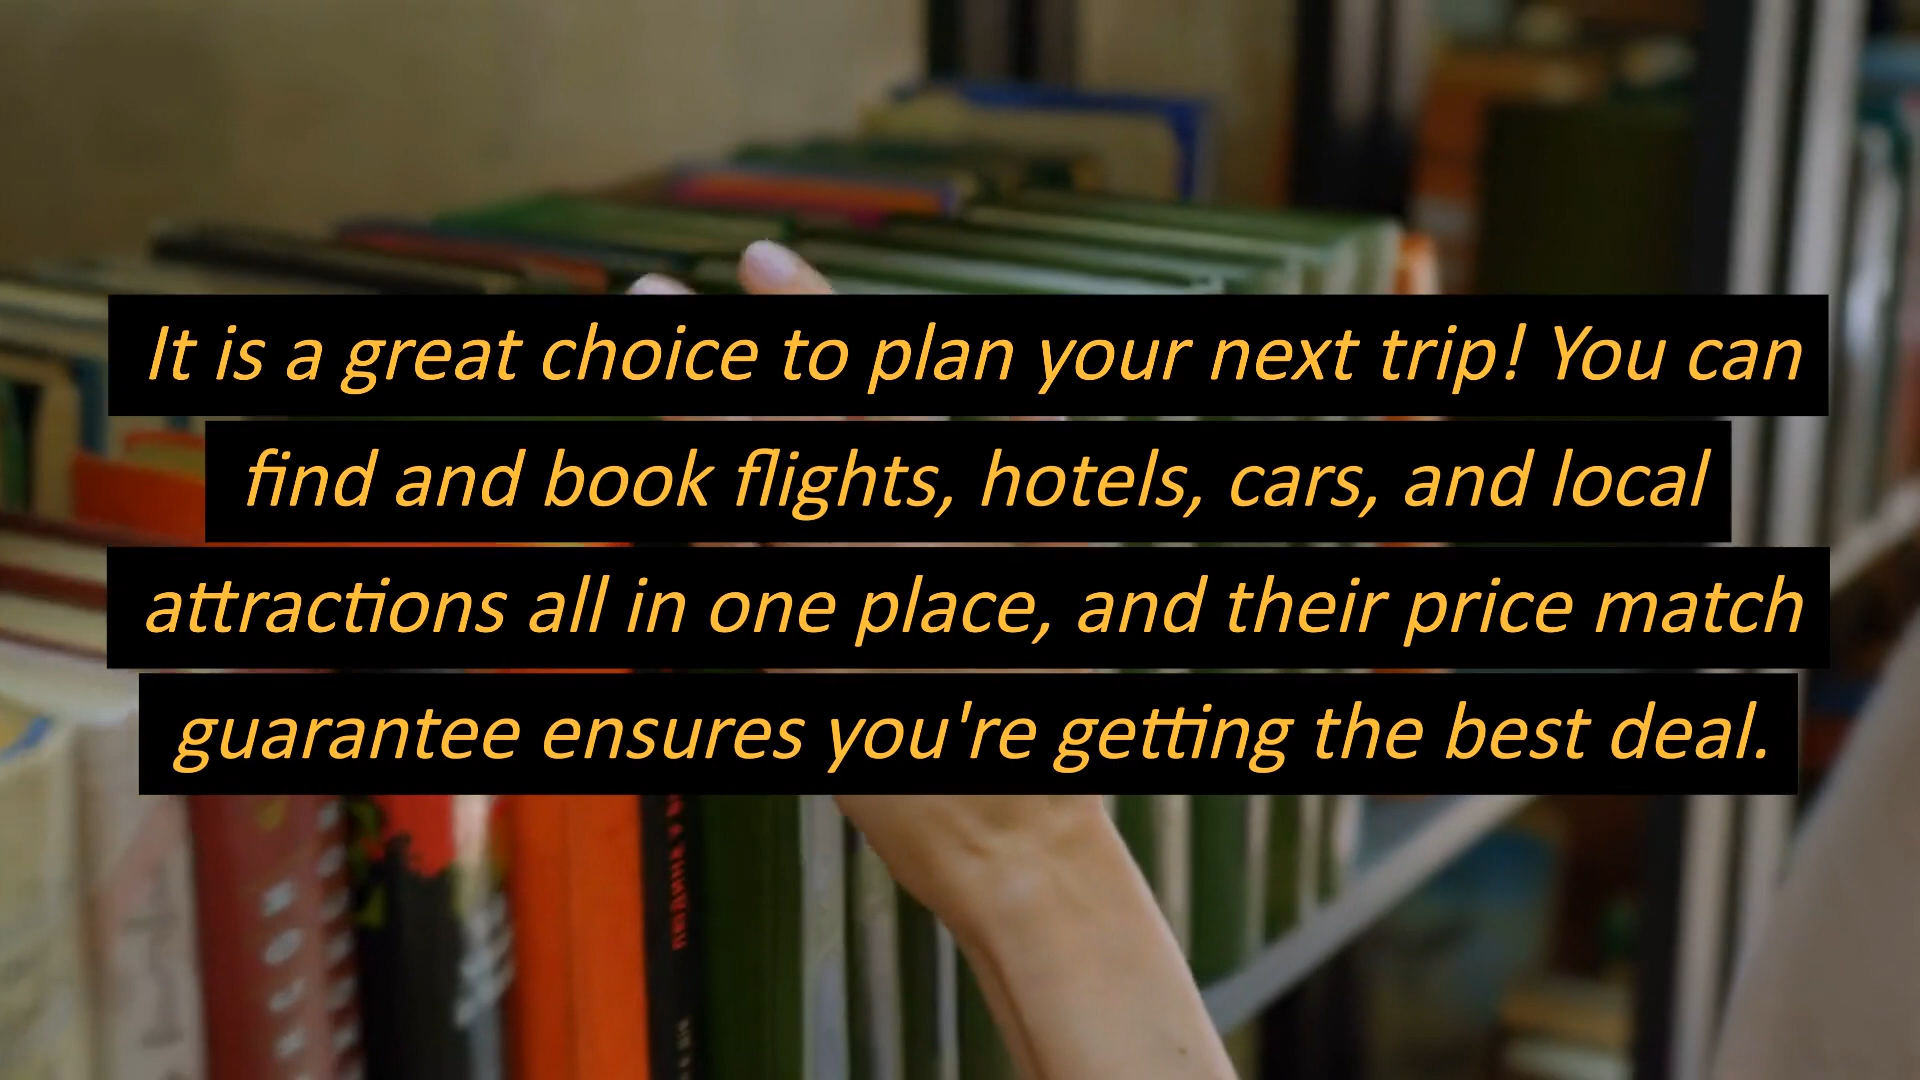 It is a great choice to plan your next trip! You can
find and book flights, hotels, cars, and local
attractions all in one place, and their price match
guarantee ensures you're getting the best deal.